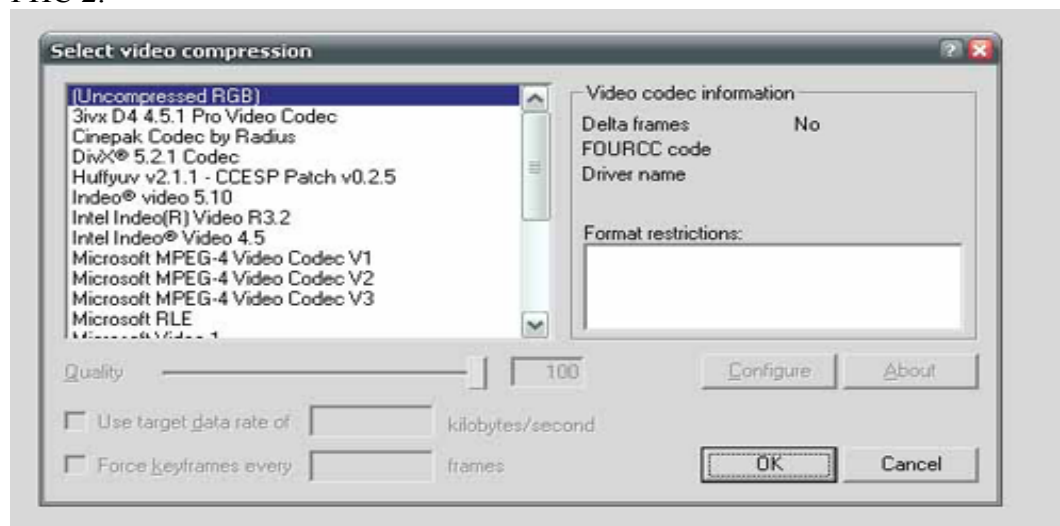 Select video compression
(Uncompressed RGB)
3ivx D4 4.5.1 Pro Video Codec
Cinepak Codec by Radius
DivX® 5.2.1 Codec
Huffyuv v2.1.1 - CCESP Patch v0.2.5
Indeo® video 5.10
Intel Indeo(R) Video R3.2
Intel Indeo® Video 4.5
Microsoft MPEG-4 Video Codec V1
Microsoft MPEG-4 Video Codec V2
Microsoft MPEG-4 Video Codec V3
Microsoft RLE
Video codec information
Delta frames No
FOURCC code
Driver name
Format restrictions:
Quality 100
Configure About
Use target data rate of kilobytes/second
Force keyframes every frames
OK Cancel